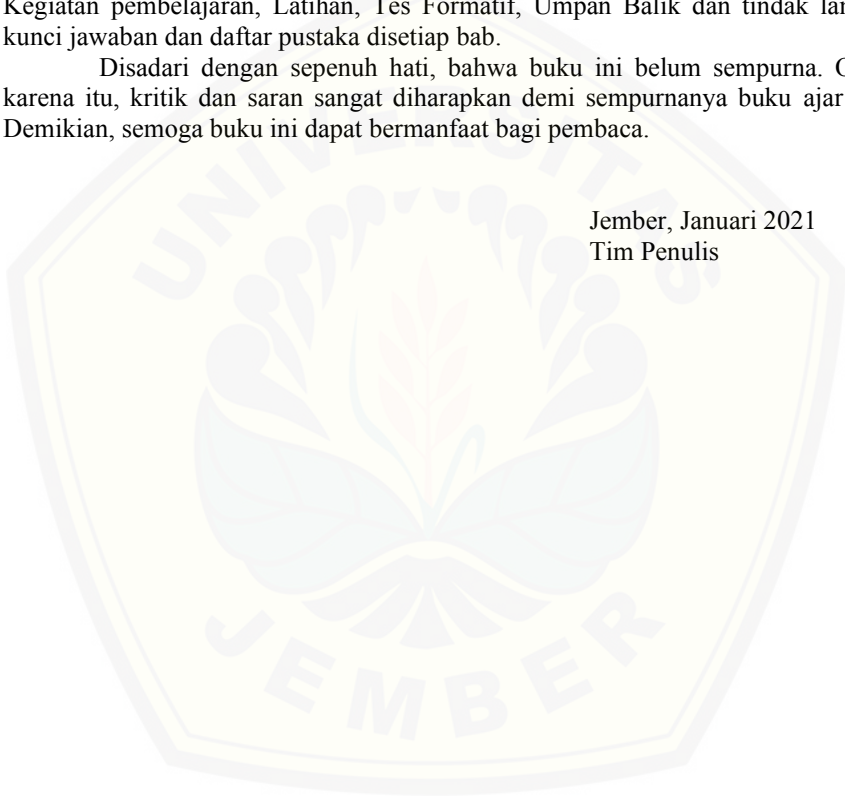 Kegiatan pembelajaran, Latihan, Tes Formatif, Umpan Balik dan tindak
kunci jawaban dan daftar pustaka disetiap bab.
Disadari dengan sepenuh hati, bahwa buku ini belum sempurna.
karena itu, kritik dan saran sangat diharapkan demi sempurnanya buku ajar
Demikian, semoga buku ini dapat bermanfaat bagi pembaca.
UNIVERSITAS
Jember, Januari 2021
Tim Penulis
JEMBER